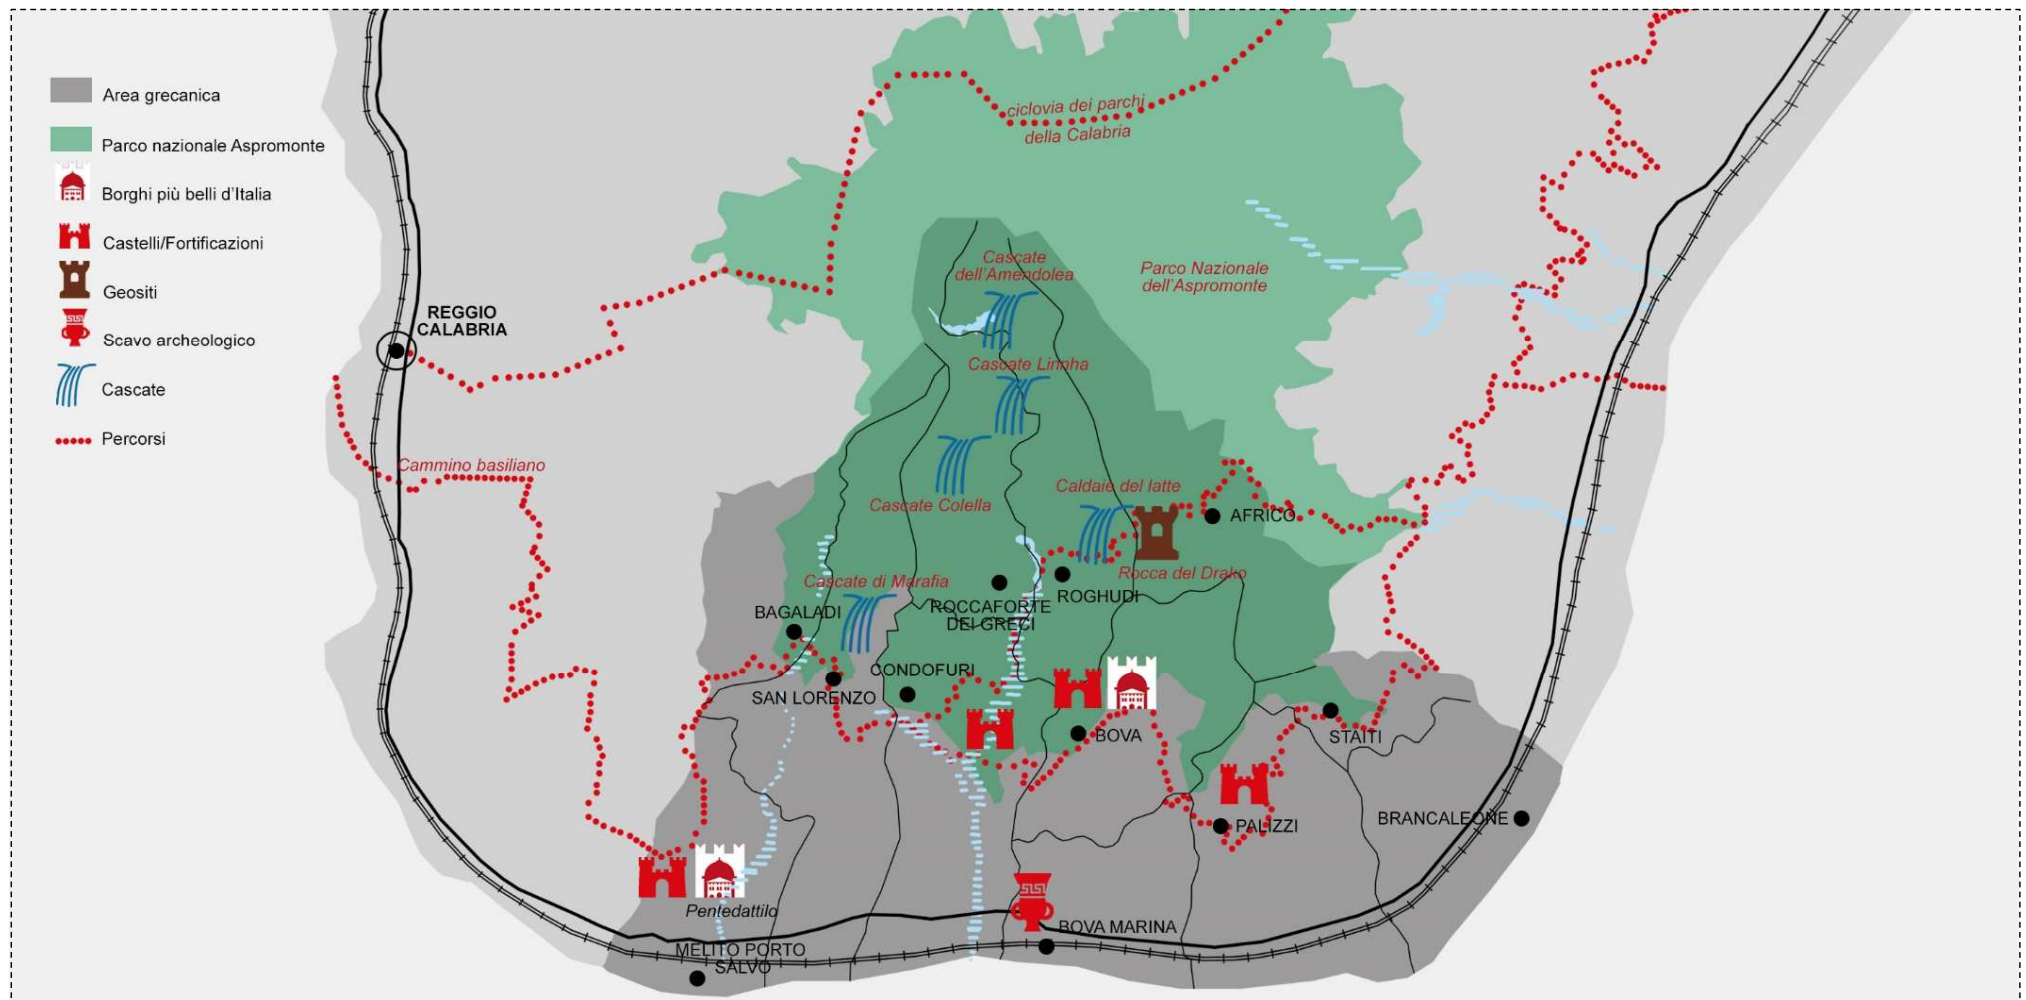 Area grecanica
Parco nazionale Aspromonte
Borghi più belli d'Italia
Castelli/Fortificazioni
Geositi
Scavo archeologico
Cascate
Percorsi
ciclovia dei parchi
della Calabria
Cascate
dell'Amendolea
Parco Nazionale
dell'Aspromonte
REGGIO
CALABRIA
Cascate Linnha
Cammino basiliano
Cascate Colella
Caldaie del latte
AFRICO
Rocca del Drako
Cascate di Marafia
BAGALADI
ROCCAFORTE
DEI GRECI
ROGHUDI
CONDOFURI
SAN LORENZO
BOVA
STAITI
PALIZZI
BRANCALEONE
Pentedattilo
BOVA MARINA
MELITO PORTO
SALVO